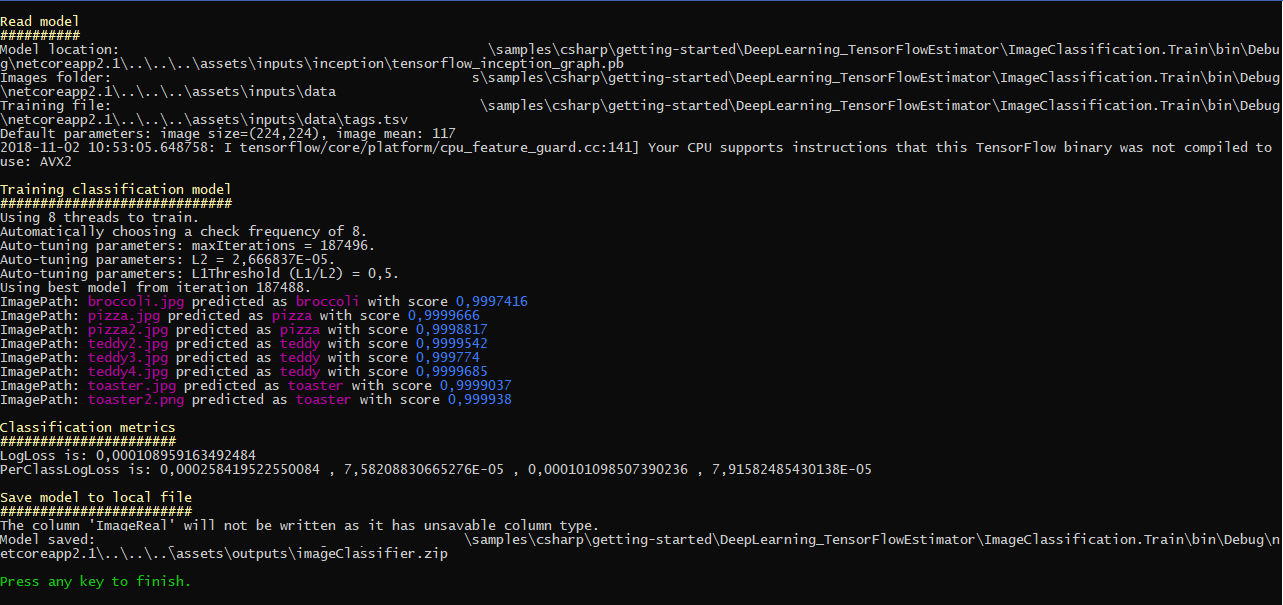 Read model
##########
Model location: \samples\csharp\getting-started\DeepLearning_TensorFlowEstimator\ImageClassification.Train\bin\Debu
g\netcoreapp2.1\..\..\..\assets\inputs\inception\tensorflow_inception_graph.pb
Images folder: s\samples\csharp\getting-started\DeepLearning_TensorFlowEstimator\ImageClassification.Train\bin\Debug
\netcoreapp2.1\..\..\..\assets\inputs\data
Training file: \samples\csharp\getting-started\DeepLearning_TensorFlowEstimator\ImageClassification.Train\bin\Debug
\netcoreapp2.1\..\..\..\assets\inputs\data\tags.tsv
Default parameters: image size=(224,224), image mean: 117
2018-11-02 10:53:05.648758: I tensorflow/core/platform/cpu_feature_guard.cc:141] Your CPU supports instructions that this TensorFlow binary was not compiled to
use: AVX2
Training classification model
#############################
Using 8 threads to train.
Automatically choosing a check frequency of 8.
Auto-tuning parameters: maxIterations = 187496.
Auto-tuning parameters: L2 = 2,666837E-05.
Auto-tuning parameters: L1Threshold (L1/L2) = 0,5.
Using best model from iteration 187488.
ImagePath: broccoli.jpg predicted as broccoli with score 0,9997416
ImagePath: pizza.jpg predicted as pizza with score 0,9999666
ImagePath: pizza2.jpg predicted as pizza with score 0,9998817
ImagePath: teddy2.jpg predicted as teddy with score 0,9999542
ImagePath: teddy3.jpg predicted as teddy with score 0,999774
ImagePath: teddy4.jpg predicted as teddy with score 0,9999685
ImagePath: toaster.jpg predicted as toaster with score 0,9999037
ImagePath: toaster2.png predicted as toaster with score 0,999938
Classification metrics
######################
LogLoss is: 0,000108959163492484
PerClassLogLoss is: 0,000258419522550084 , 7,58208830665276E-05 , 0,000101098507390236 , 7,91582485430138E-05
Save model to local file
########################
The column 'ImageReal' will not be written as it has unsavable column type.
Model saved: \samples\csharp\getting-started\DeepLearning_TensorFlowEstimator\ImageClassification.Train\bin\Debug\n
etcoreapp2.1\..\..\..\assets\outputs\imageClassifier.zip
Press any key to finish.